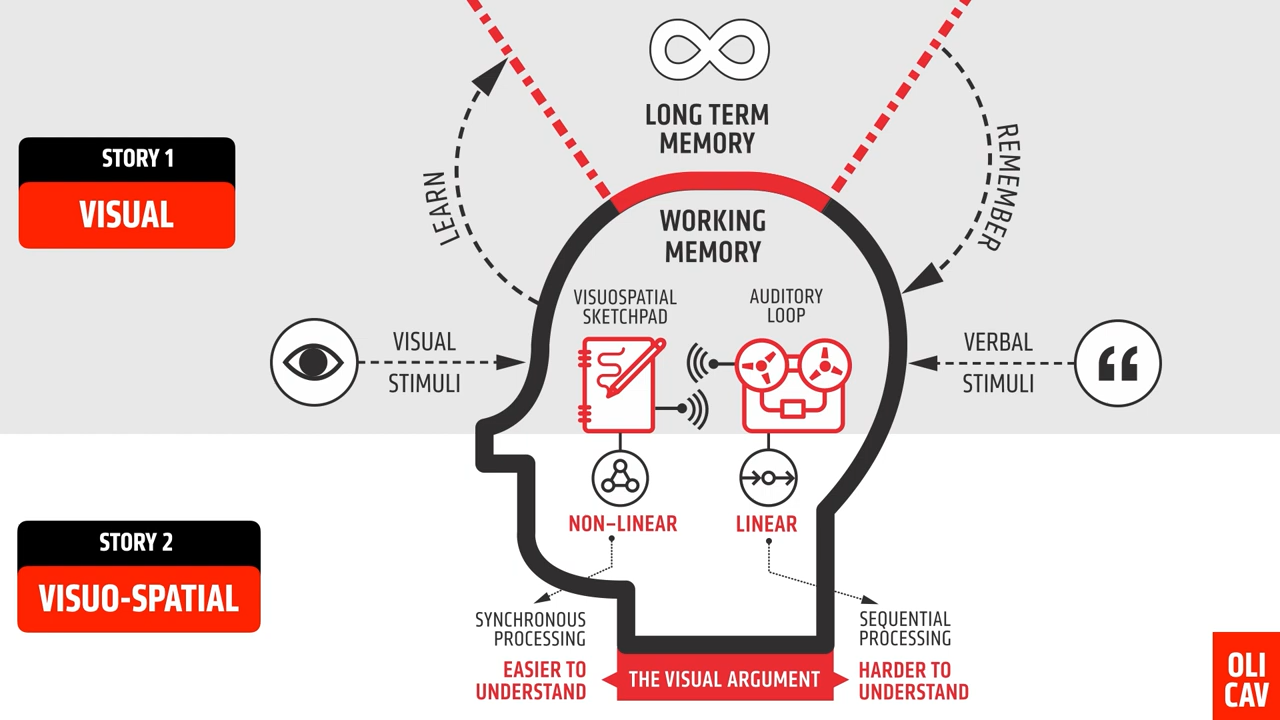 LONG TERM
MEMORY
STORY 1
VISUAL
LEARN
REMEMBER
WORKING
MEMORY
VISUOSPATIAL
SKETCHPAD
AUDITORY
LOOP
VISUAL
STIMULI
VERBAL
STIMULI
NON-LINEAR
LINEAR
STORY 2
VISUO-SPATIAL
SYNCHRONOUS
PROCESSING
EASIER TO
UNDERSTAND
THE VISUAL ARGUMENT
SEQUENTIAL
PROCESSING
HARDER TO
UNDERSTAND
OLI
CAV